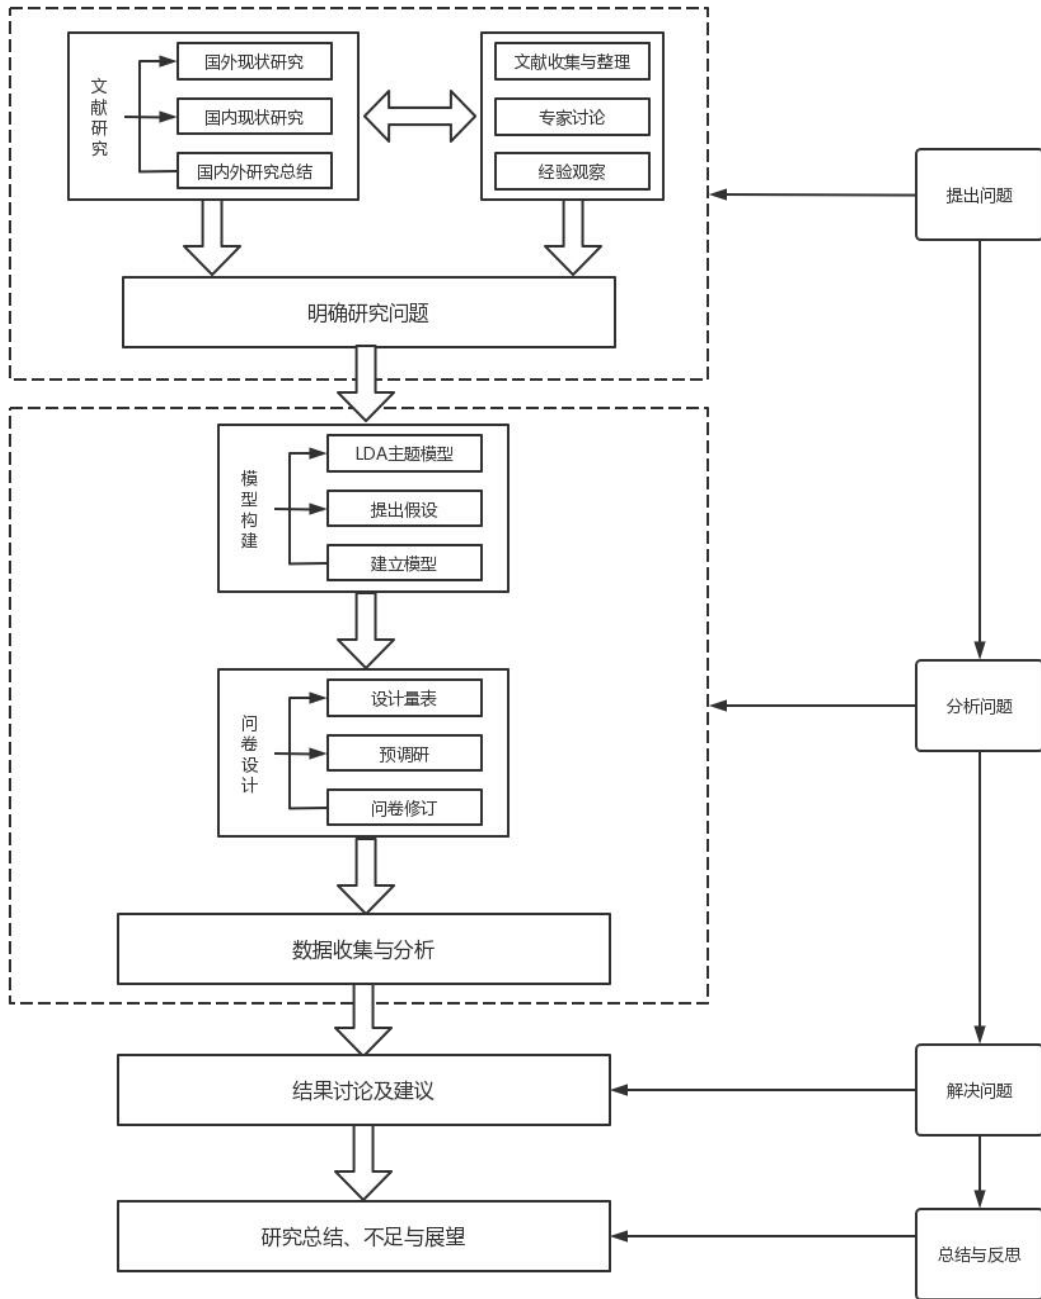 文献研究
国外现状研究
国内现状研究
国内外研究总结
文献收集与整理
专家讨论
经验观察
提出问题
明确研究问题
模型构建
LDA主题模型
提出假设
建立模型
问卷设计
设计量表
预调研
问卷修订
分析问题
数据收集与分析
结果讨论及建议
解决问题
研究总结、不足与展望
总结与反思